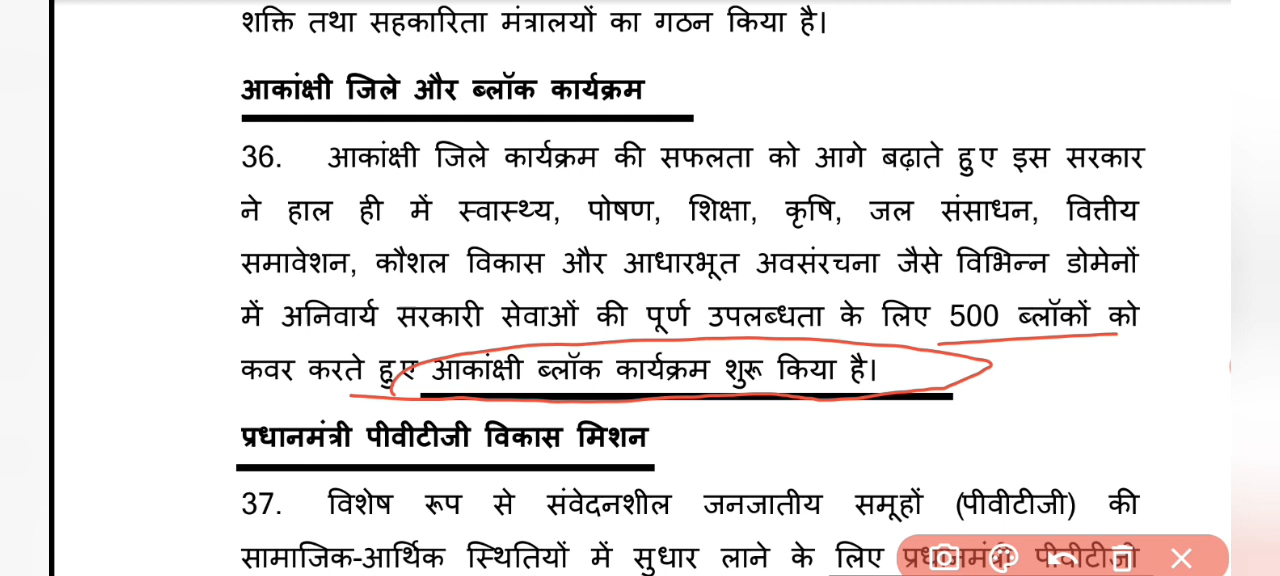 शक्ति तथा सहकारिता मंत्रालयों का गठन किया है।
आकांक्षी जिले और ब्लॉक कार्यक्रम
36. आकांक्षी जिले कार्यक्रम की सफलता को आगे बढ़ाते हुए इस सरकार
ने हाल ही में स्वास्थ्य, पोषण, शिक्षा, कृषि, जल संसाधन, वित्तीय
समावेशन, कौशल विकास और आधारभूत अवसंरचना जैसे विभिन्न डोमेनों
में अनिवार्य सरकारी सेवाओं की पूर्ण उपलब्धता के लिए 500 ब्लॉकों को
कवर करते हुए आकांक्षी ब्लॉक कार्यक्रम शुरू किया है।
प्रधानमंत्री पीवीटीजी विकास मिशन
37. विशेष रूप से संवेदनशील जनजातीय समूहों (पीवीटीजी) की
सामाजिक-आर्थिक स्थितियों में सुधार लाने के लिए प्रधानमंत्री पीवीटीजी